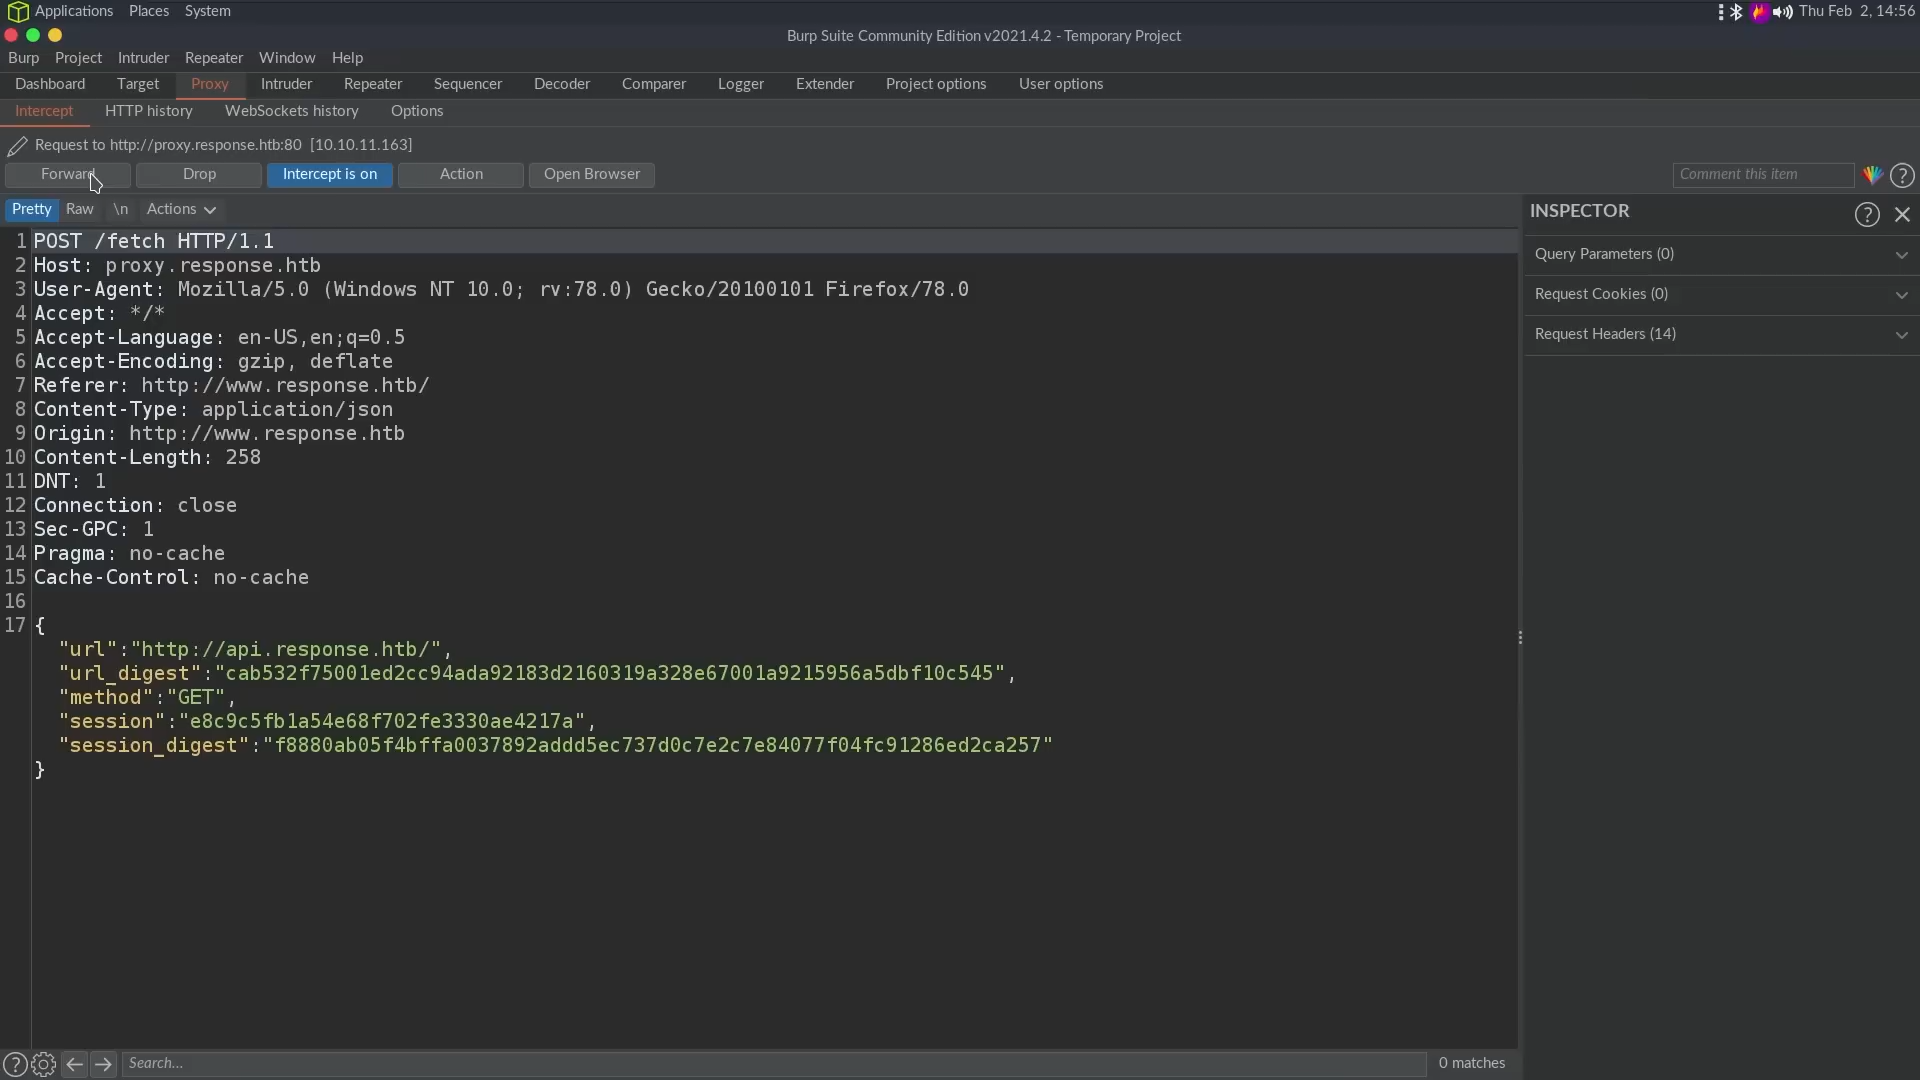 Applications Places System Thu Feb 2, 14:56
Burp Suite Community Edition v2021.4.2 - Temporary Project
Burp Project Intruder Repeater Window Help
Dashboard Target Proxy Intruder Repeater Sequencer Decoder Comparer Logger Extender Project options User options
Intercept HTTP history WebSockets history Options
Request to http://proxy.response.htb:80 [10.10.11.163]
Forward Drop Intercept is on Action Open Browser Comment this item ?
Pretty Raw \n Actions
INSPECTOR ?
Query Parameters (0)
Request Cookies (0)
Request Headers (14)
1 POST /fetch HTTP/1.1
2 Host: proxy.response.htb
3 User-Agent: Mozilla/5.0 (Windows NT 10.0; rv:78.0) Gecko/20100101 Firefox/78.0
4 Accept: */*
5 Accept-Language: en-US,en;q=0.5
6 Accept-Encoding: gzip, deflate
7 Referer: http://www.response.htb/
8 Content-Type: application/json
9 Origin: http://www.response.htb
10 Content-Length: 258
11 DNT: 1
12 Connection: close
13 Sec-GPC: 1
14 Pragma: no-cache
15 Cache-Control: no-cache
16
17 {
"url":"http://api.response.htb/",
"url_digest":"cab532f75001ed2cc94ada92183d2160319a328e67001a9215956a5dbf10c545",
"method":"GET",
"session":"e8c9c5fb1a54e68f702fe3330ae4217a",
"session_digest":"f8880ab05f4bffa0037892addd5ec737d0c7e2c7e84077f04fc91286ed2ca257"
}
? Search... 0 matches